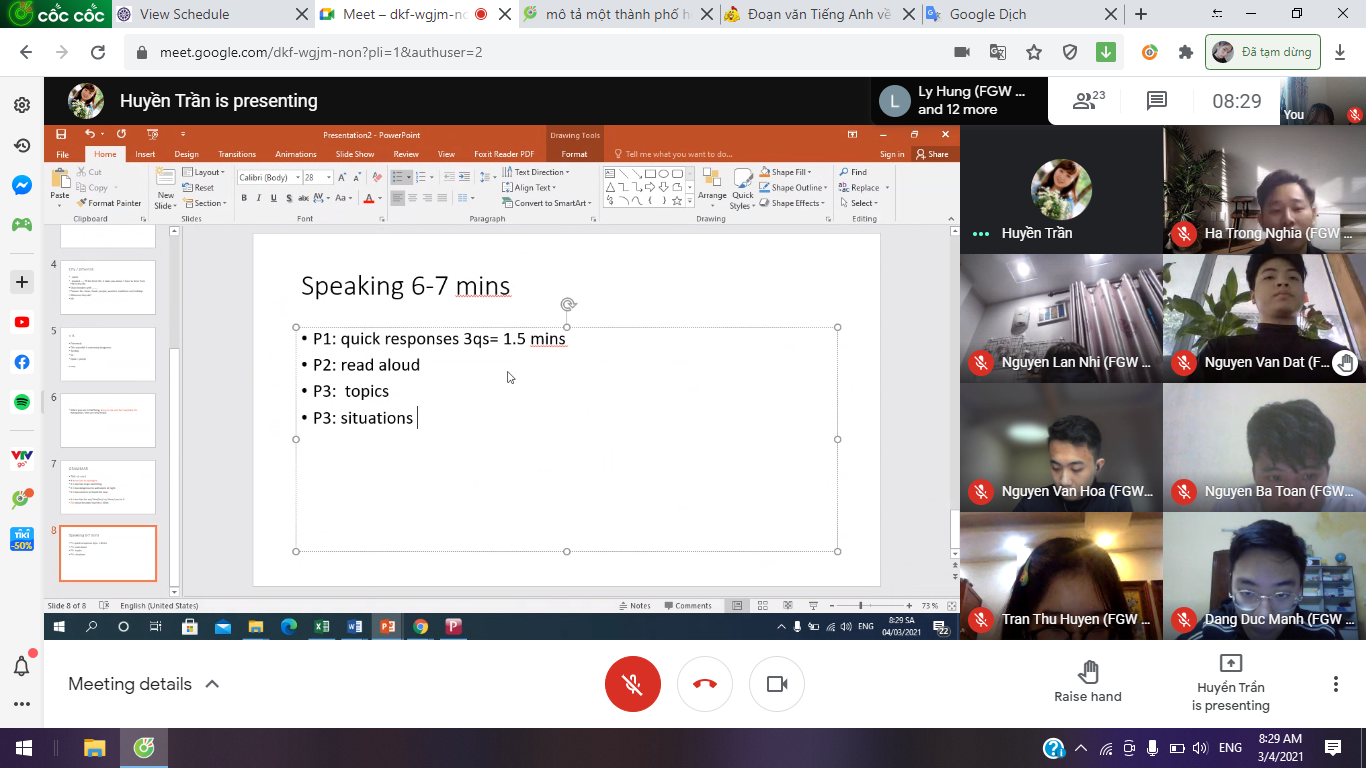 cốc cốc
View Schedule
Meet – dkf-wgjm-no
mô tả một thành phố h
Đoạn văn Tiếng Anh về
Google Dịch
meet.google.com/dkf-wgjm-non?pli=1&authuser=2
Đã tạm dừng
Huyền Trần is presenting
Ly Hung (FGW ...
and 12 more
23
08:29
You
Presentation2 - PowerPoint
Drawing Tools
File
Home
Insert
Design
Transitions
Animations
Slide Show
Review
View
Foxit Reader PDF
Format
Tell me what you want to do...
Sign in
Share
Paste
Cut
Copy
Format Painter
Clipboard
New
Slide
Layout
Reset
Section
Slides
Calibri (Body)
28
Font
Text Direction
Align Text
Convert to SmartArt
Paragraph
Arrange
Quick
Styles
Shape Fill
Shape Outline
Shape Effects
Drawing
Find
Replace
Select
Editing
4
5
6
7
8
Speaking 6-7 mins
• P1: quick responses 3qs= 1.5 mins
• P2: read aloud
• P3:  topics
• P3: situations
Slide 8 of 8
English (United States)
Notes
Comments
73 %
ENG
8:29 SA
04/03/2021
22
Huyền Trần
Ha Trong Nghia (FGW ...
Nguyen Lan Nhi (FGW ...
Nguyen Van Dat (F...
Nguyen Van Hoa (FGW...
Nguyen Ba Toan (FGW...
Tran Thu Huyen (FGW ...
Dang Duc Manh (FGW ...
VTV
go
TIKI
-50%
Meeting details
Raise hand
Huyền Trần
is presenting
ENG
8:29 AM
3/4/2021